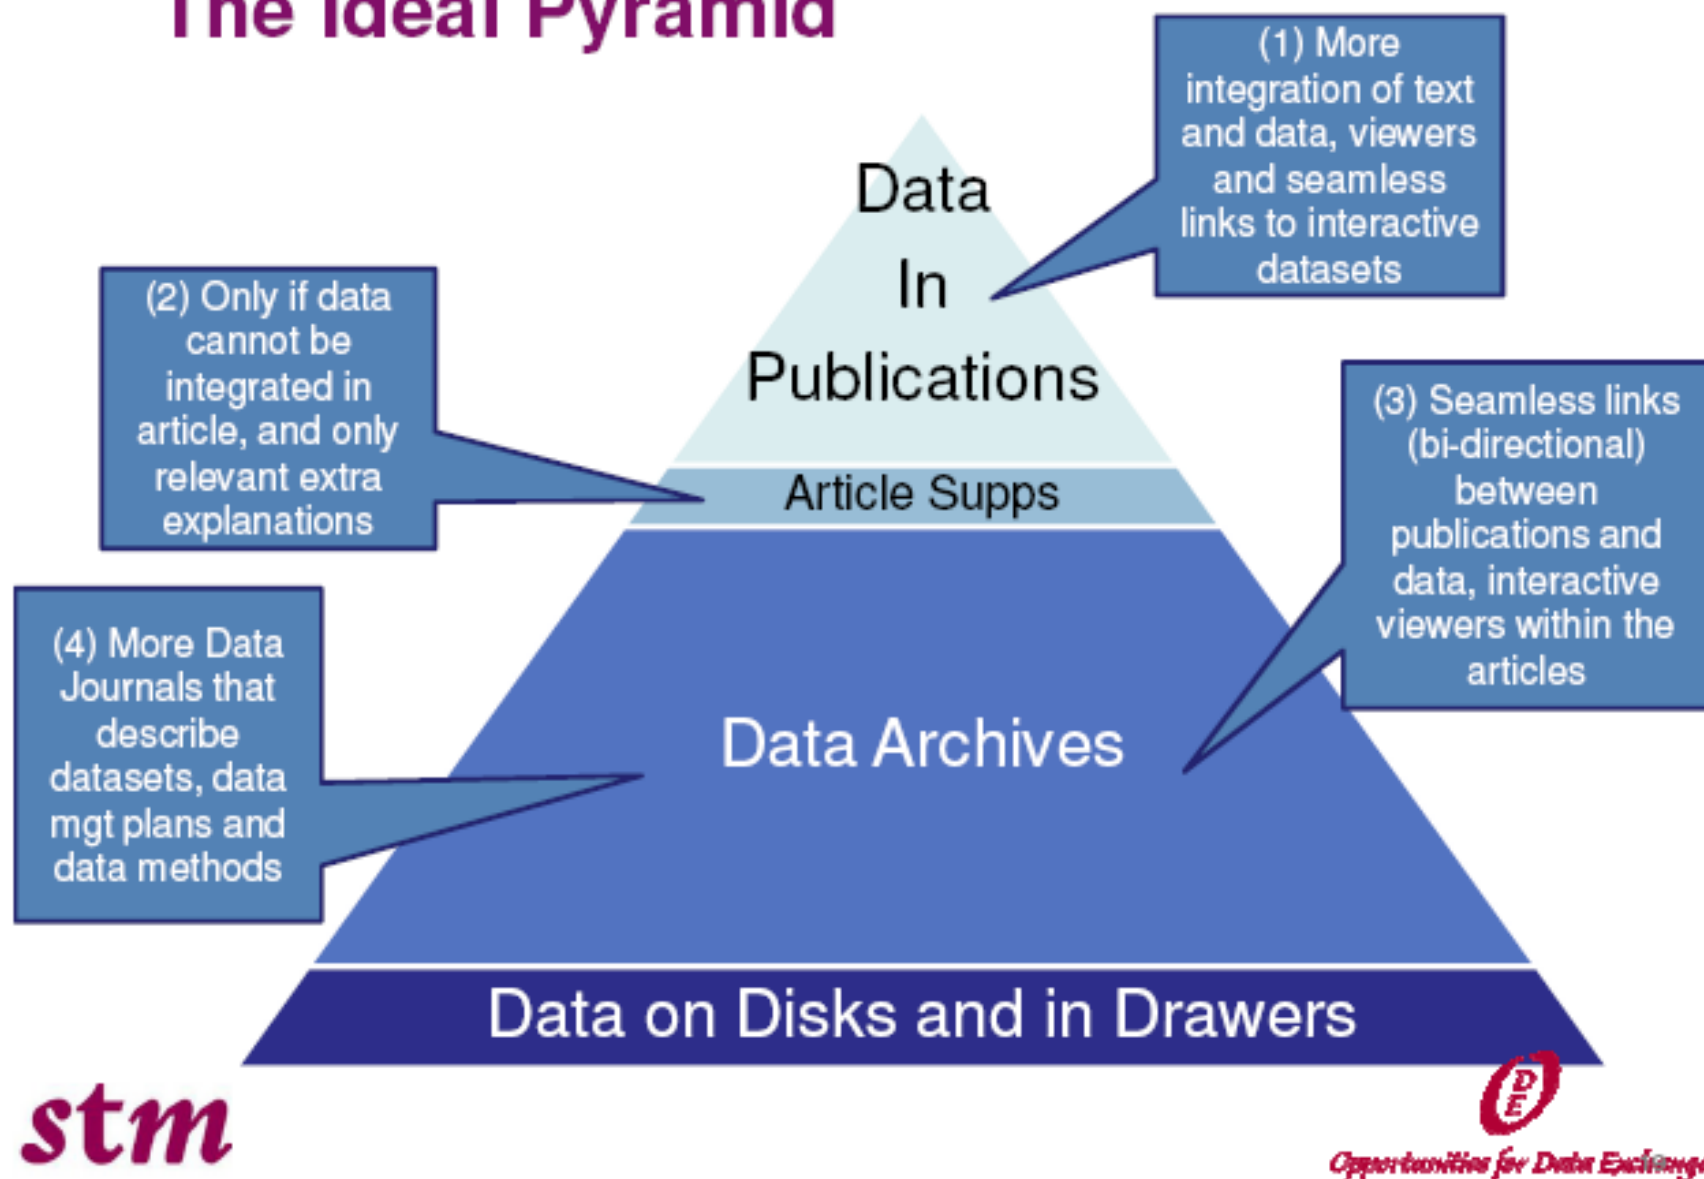 The Ideal Pyramid
(1) More
integration of text
and data, viewers
and seamless
links to interactive
datasets
Data
In
Publications
(2) Only if data
cannot be
integrated in
article, and only
relevant extra
explanations
(3) Seamless links
(bi-directional)
between
publications and
data, interactive
viewers within the
articles
Article Supps
(4) More Data
Journals that
describe
datasets, data
mgt plans and
data methods
Data Archives
Data on Disks and in Drawers
stm
ODE
Opportunities for Data Exchange